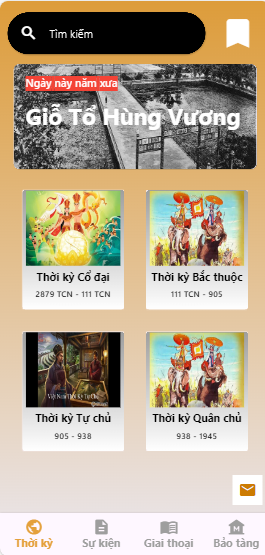 Tìm kiếm
Ngày này năm xưa
Giỗ Tổ Hùng Vương
Thời kỳ Cổ đại
2879 TCN - 111 TCN
Thời kỳ Bắc thuộc
111 TCN - 905
Việt Nam Thời Kỳ Tự Chủ
Thời kỳ Tự chủ
905 - 938
Thời kỳ Quân chủ
938 - 1945
Thời kỳ
Sự kiện
Giai thoại
Bảo tàng